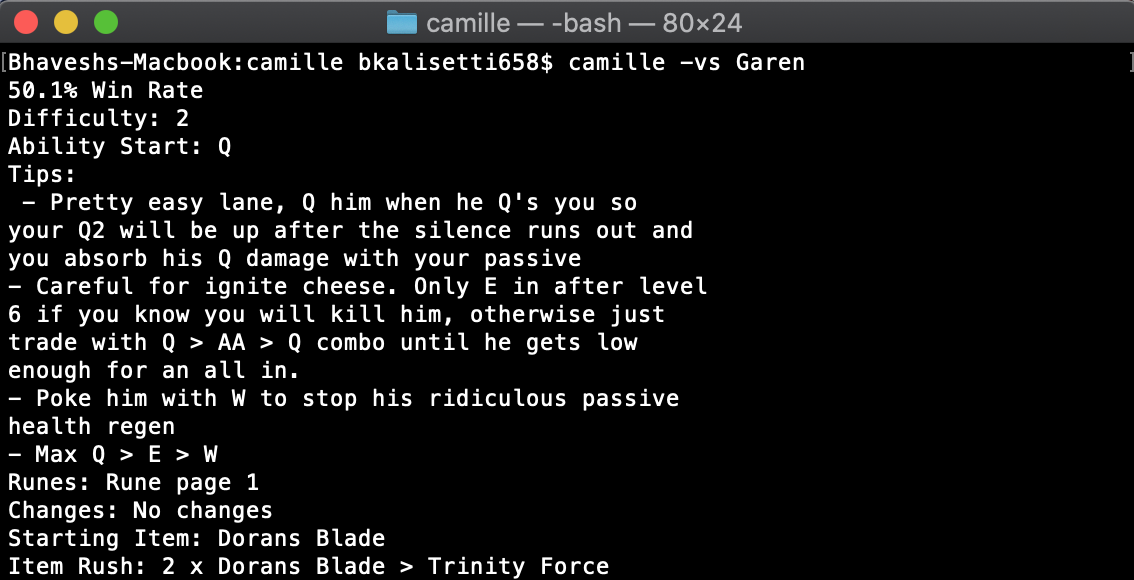 camille — -bash — 80×24
[Bhaveshs-Macbook:camille bkalisetti658$ camille -vs Garen ]
50.1% Win Rate
Difficulty: 2
Ability Start: Q
Tips:
 - Pretty easy lane, Q him when he Q's you so
your Q2 will be up after the silence runs out and
you absorb his Q damage with your passive
- Careful for ignite cheese. Only E in after level
6 if you know you will kill him, otherwise just
trade with Q > AA > Q combo until he gets low
enough for an all in.
- Poke him with W to stop his ridiculous passive
health regen
- Max Q > E > W
Runes: Rune page 1
Changes: No changes
Starting Item: Dorans Blade
Item Rush: 2 x Dorans Blade > Trinity Force